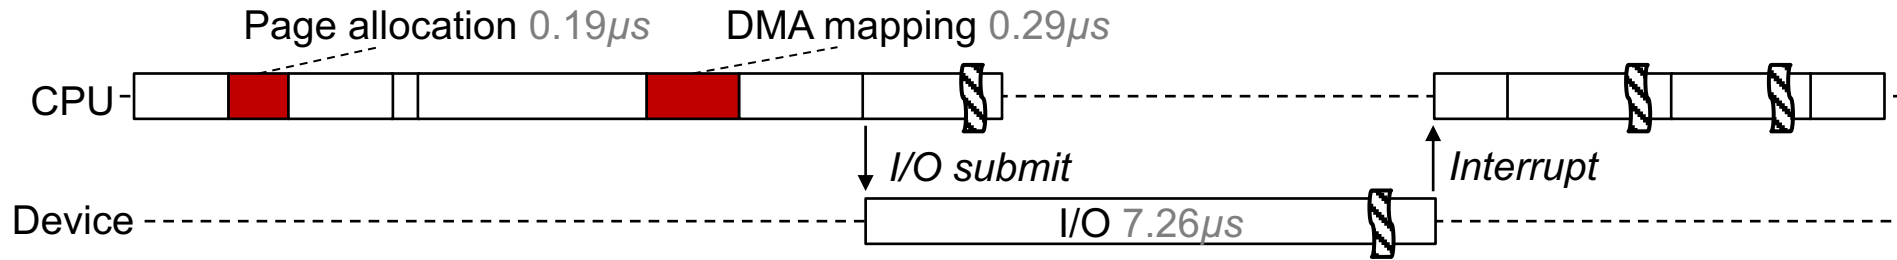 Page allocation 0.19µs
DMA mapping 0.29µs
CPU
I/O submit
Interrupt
Device
I/O 7.26µs